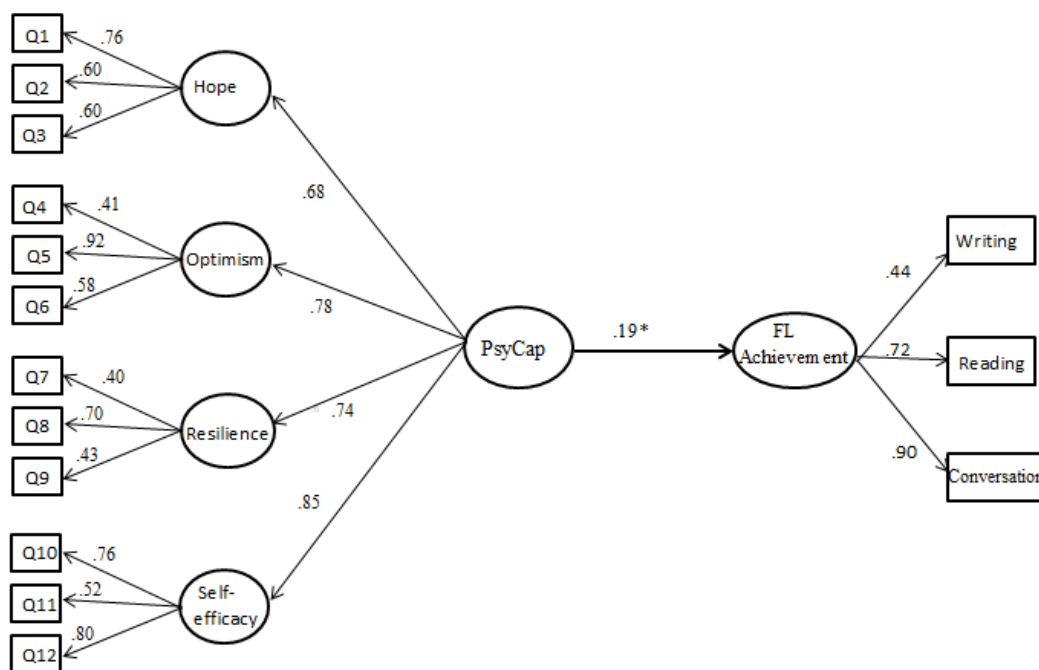 Q1
.76
Q2
.60
Q3
.60
Hope
.68
Q4
.41
Q5
.92
Q6
.58
Optimism
.78
Q7
.40
Q8
.70
Q9
.43
Resilience
.74
Q10
.76
Q11
.52
Q12
.80
Self-
efficacy
.85
PsyCap
.19*
FL
Achievement
.44
Writing
.72
Reading
.90
Conversation